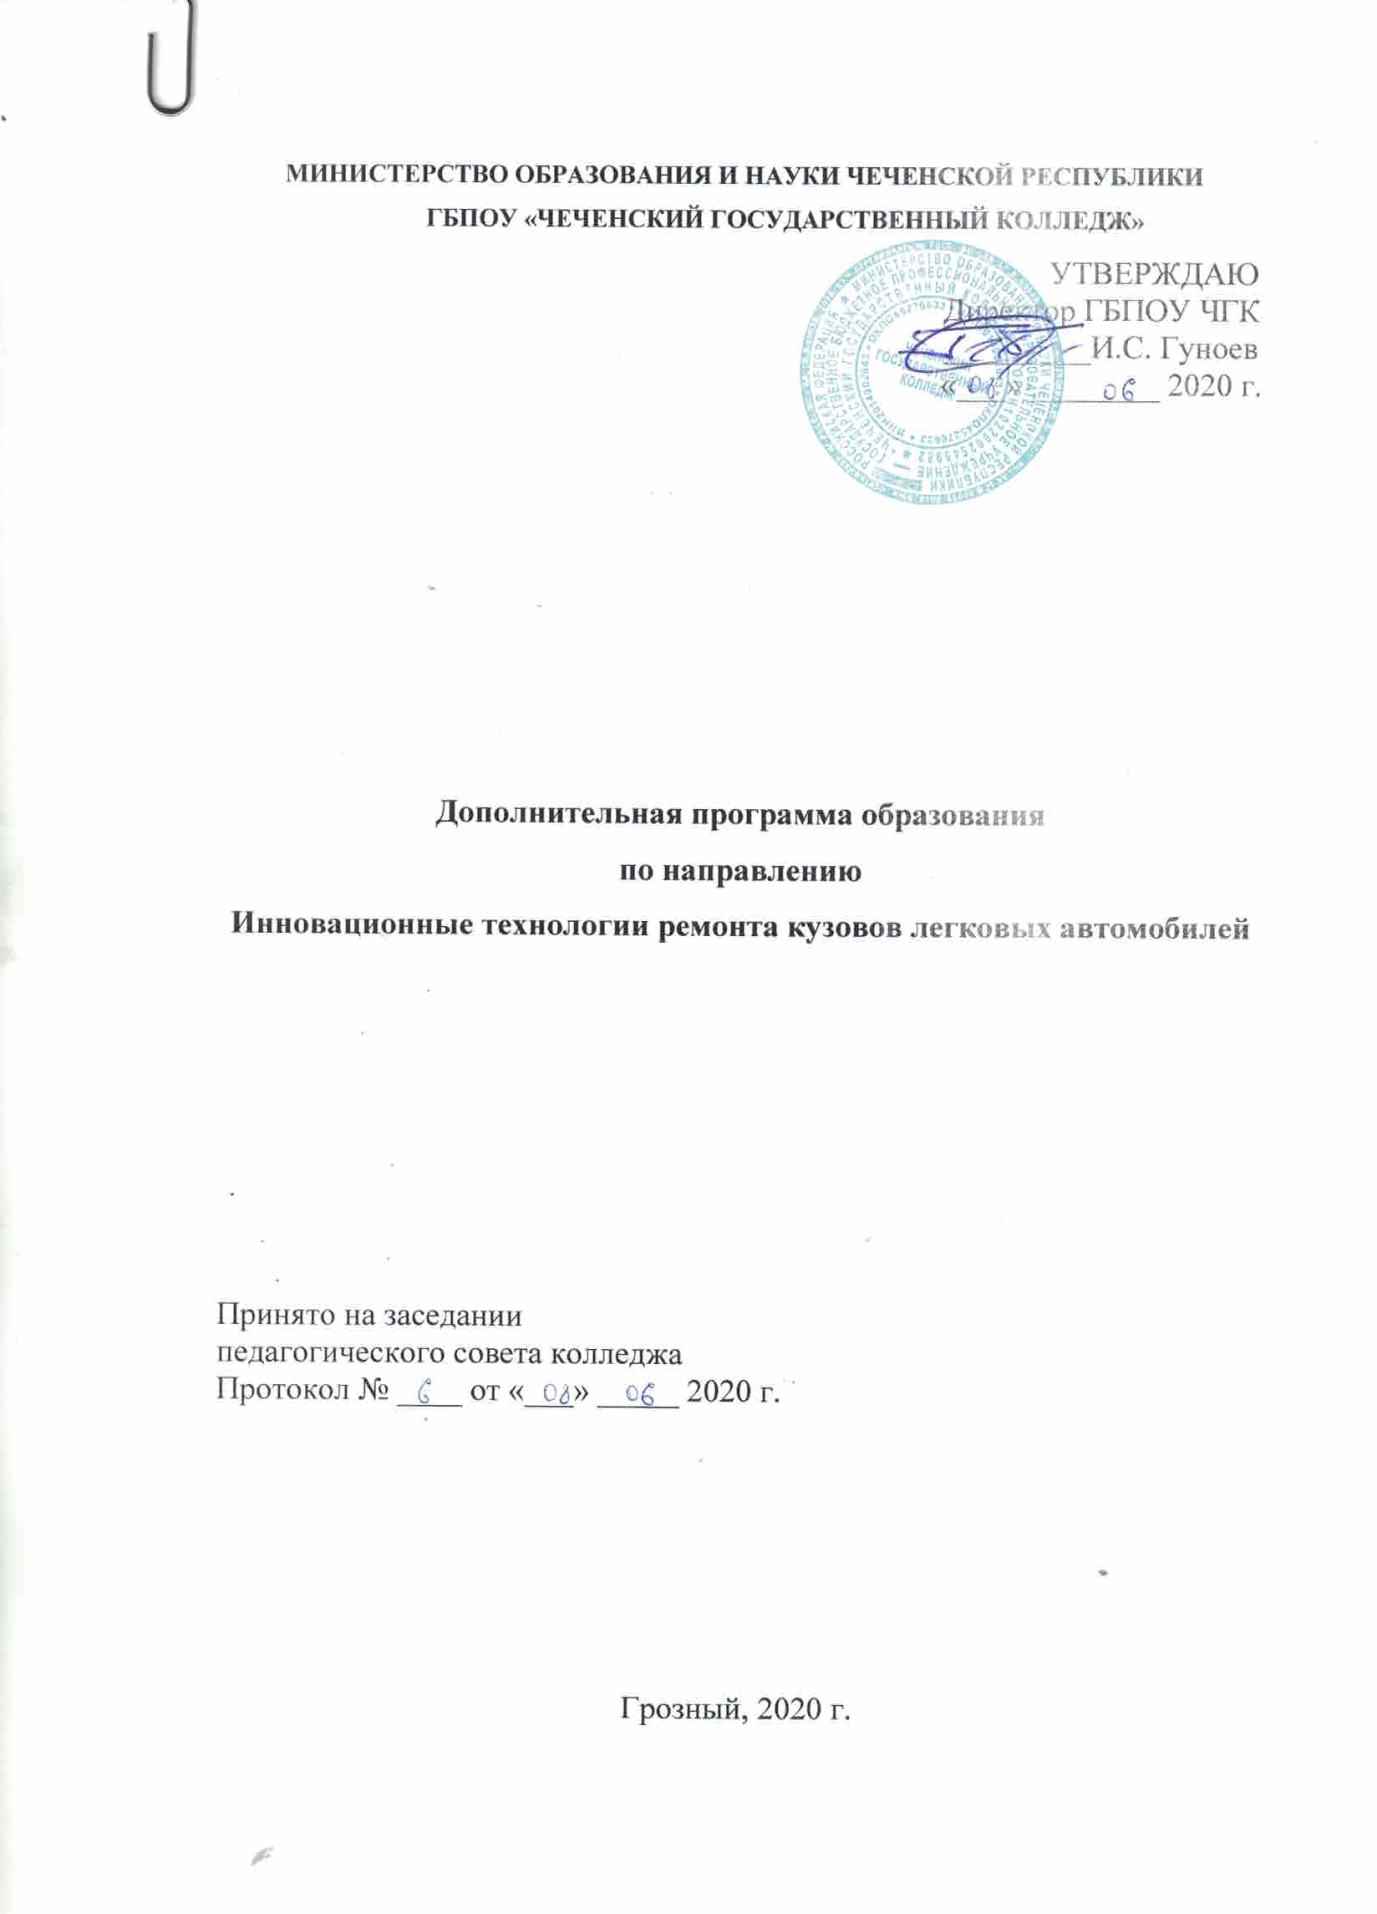 МИНИСТЕРСТВО ОБРАЗОВАНИЯ И НАУКИ ЧЕЧЕНСКОЙ РЕСПУБЛИКИ
ГБПОУ «ЧЕЧЕНСКИЙ ГОСУДАРСТВЕННЫЙ КОЛЛЕДЖ»
УТВЕРЖДАЮ
Директор ГБПОУ ЧГК
И.С. Гуноев
« » 06 2020 г.
Дополнительная программа образования
по направлению
Инновационные технологии ремонта кузовов легковых автомобилей
Принято на заседании
педагогического совета колледжа
Протокол № 6 от « » 06 2020 г.
Грозный, 2020 г.